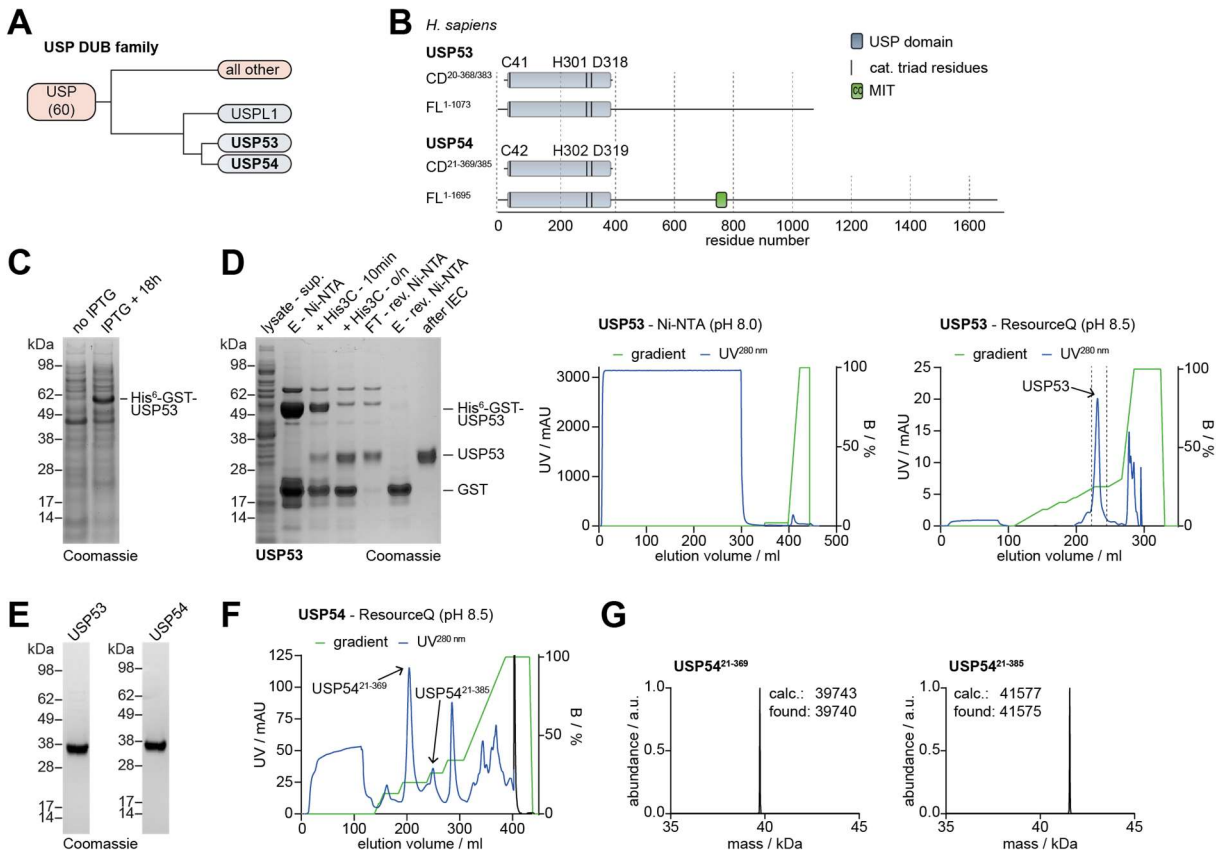 A
USP DUB family
USP
(60)
all other
USPL1
USP53
USP54
B
H. sapiens
USP53
C41 H301 D318
CD20-368/383
FL1-1073
USP54
C42 H302 D319
CD21-369/385
FL1-1695
0 200 400 600 800 1000 1200 1400 1600
residue number
USP domain
cat. triad residues
CC MIT
C
no IPTG
IPTG + 18h
kDa
98
62
49
38
28
17
14
His6-GST-
USP53
Coomassie
D
lysate - sup.
E - Ni-NTA
+ His3C - 10min
+ His3C - o/n
FT - rev. Ni-NTA
E - rev. Ni-NTA
after IEC
kDa
98
62
49
38
28
17
14
His6-GST-
USP53
USP53
GST
USP53 Coomassie
USP53 - Ni-NTA (pH 8.0)
gradient UV280 nm
UV / mAU
3000
2000
1000
0
B / %
100
50
0
0 100 200 300 400 500
elution volume / ml
USP53 - ResourceQ (pH 8.5)
gradient UV280 nm
USP53
UV / mAU
25
20
15
10
5
0
B / %
100
50
0
0 100 200 300
elution volume / ml
E
USP53
USP54
kDa
98
62
49
38
28
17
14
kDa
98
62
49
38
28
17
14
Coomassie
F
USP54 - ResourceQ (pH 8.5)
gradient UV280 nm
USP5421-369
USP5421-385
UV / mAU
125
100
75
50
25
0
B / %
100
50
0
0 100 200 300 400
elution volume / ml
G
USP5421-369
calc.: 39743
found: 39740
abundance / a.u.
1.0
0.5
0.0
35 40 45
mass / kDa
USP5421-385
calc.: 41577
found: 41575
abundance / a.u.
1.0
0.5
0.0
35 40 45
mass / kDa